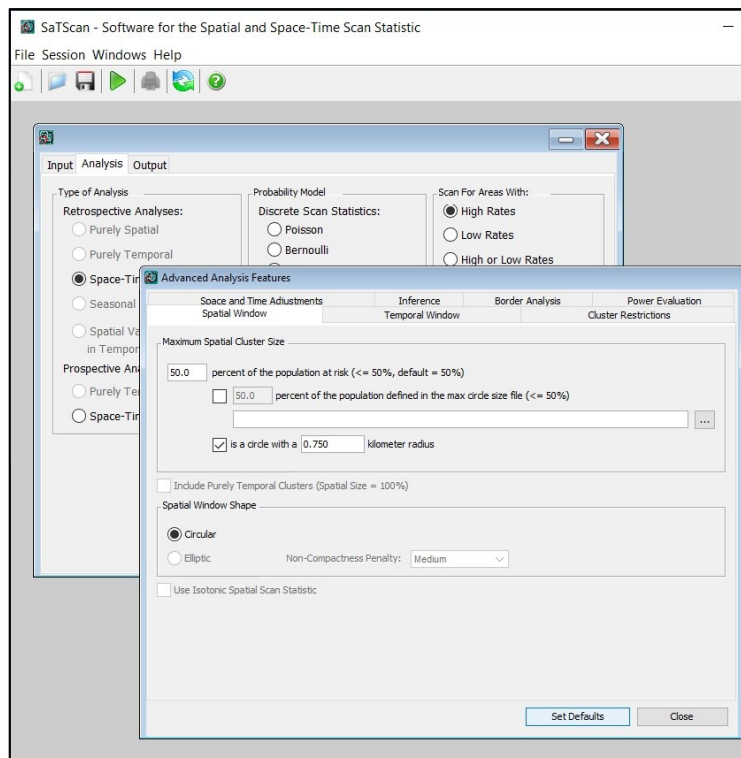 SaTScan - Software for the Spatial and Space-Time Scan Statistic
File Session Windows Help
Input Analysis Output
Type of Analysis
Retrospective Analyses:
Purely Spatial
Purely Temporal
Space-Tim
Seasonal
Spatial Va
in Tempor
Prospective Ana
Purely Te
Space-Tim
Probability Model
Discrete Scan Statistics:
Poisson
Bernoulli
Scan For Areas With:
High Rates
Low Rates
High or Low Rates
Advanced Analysis Features
Space and Time Adjustments Inference Border Analysis Power Evaluation
Spatial Window Temporal Window Cluster Restrictions
Maximum Spatial Cluster Size
50.0 percent of the population at risk (<= 50%, default = 50%)
50.0 percent of the population defined in the max circle size file (<= 50%)
...
is a circle with a 0.750 kilometer radius
Include Purely Temporal Clusters (Spatial Size = 100%)
Spatial Window Shape
Circular
Elliptic Non-Compactness Penalty: Medium
Use Isotonic Spatial Scan Statistic
Set Defaults Close